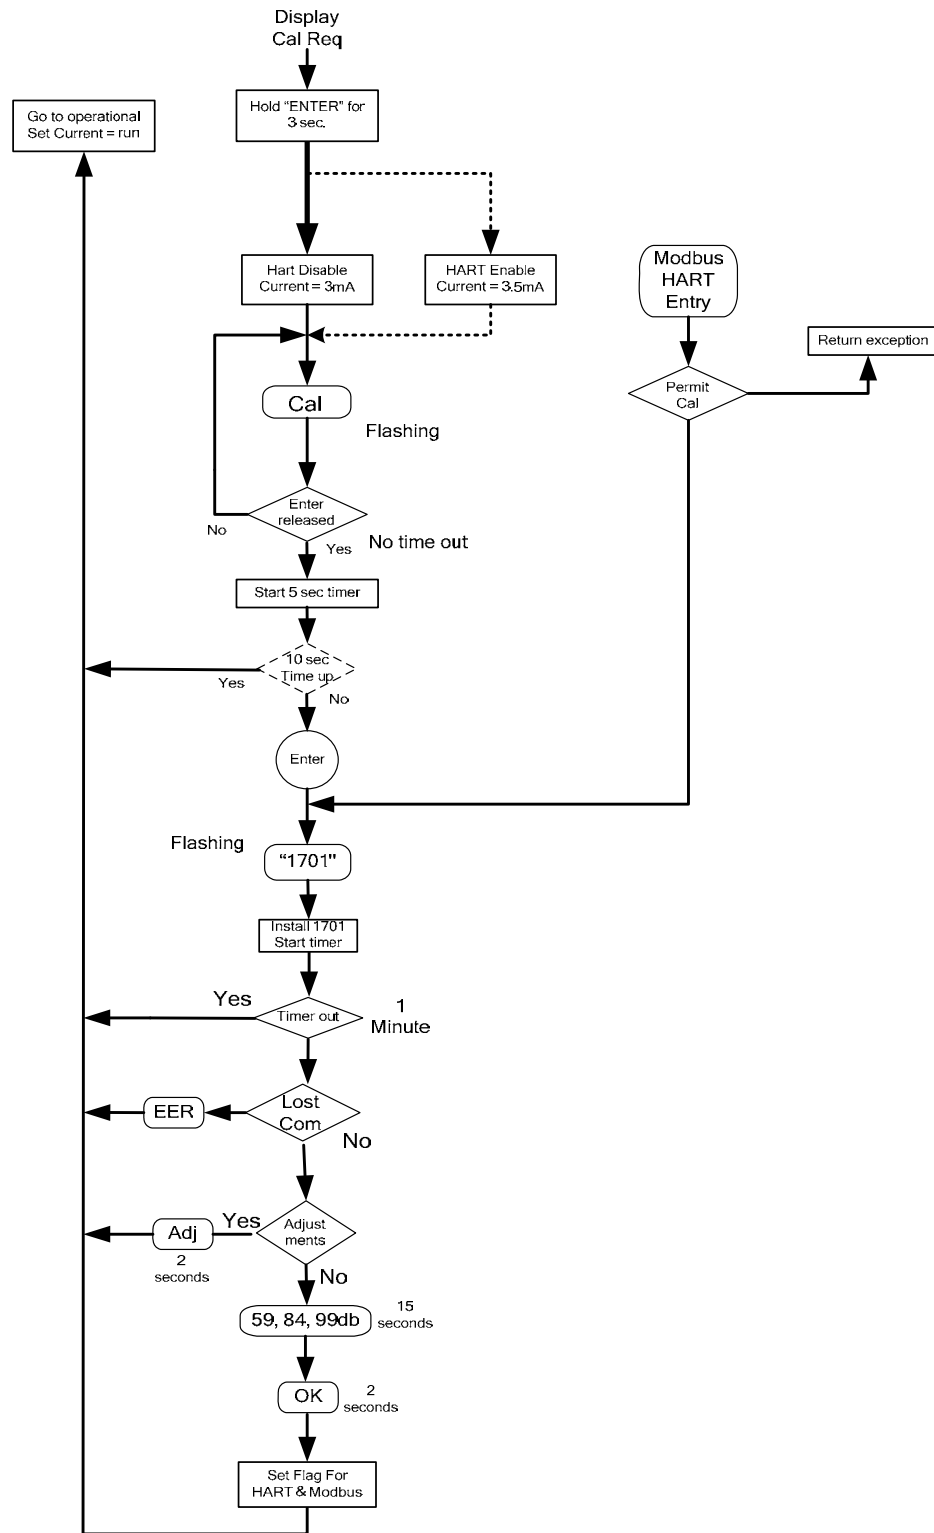 Display
Cal Req
Hold "ENTER" for
3 sec.
Go to operational
Set Current = run
Hart Disable
Current = 3mA
HART Enable
Current = 3.5mA
Modbus
HART
Entry
Return exception
Permit
Cal
Cal
Flashing
Enter
released
No
Yes
No time out
Start 5 sec timer
10 sec
Time up
Yes
No
Enter
Flashing
"1701"
Install 1701
Start timer
Yes
Timer out
1
Minute
Lost
Com
EER
No
Yes
Adjust
ments
Adj
2
seconds
No
59, 84, 99db
15
seconds
OK
2
seconds
Set Flag For
HART & Modbus